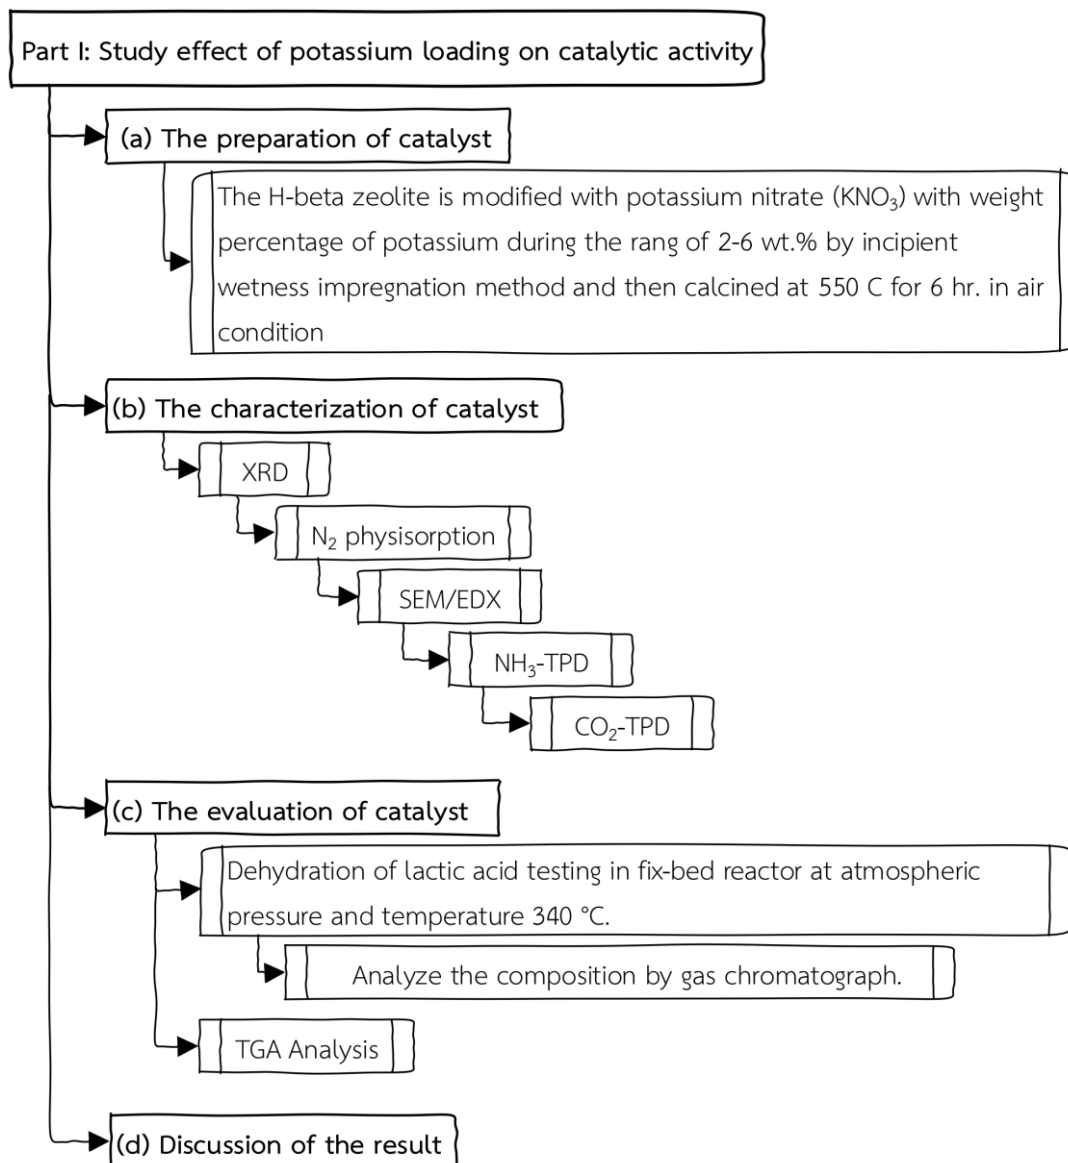 Part I: Study effect of potassium loading on catalytic activity
(a) The preparation of catalyst
The H-beta zeolite is modified with potassium nitrate (KNO₃) with weight
percentage of potassium during the rang of 2-6 wt.% by incipient
wetness impregnation method and then calcined at 550 C for 6 hr. in air
condition
(b) The characterization of catalyst
XRD
N₂ physisorption
SEM/EDX
NH₃-TPD
CO₂-TPD
(c) The evaluation of catalyst
Dehydration of lactic acid testing in fix-bed reactor at atmospheric
pressure and temperature 340 °C.
Analyze the composition by gas chromatograph.
TGA Analysis
(d) Discussion of the result